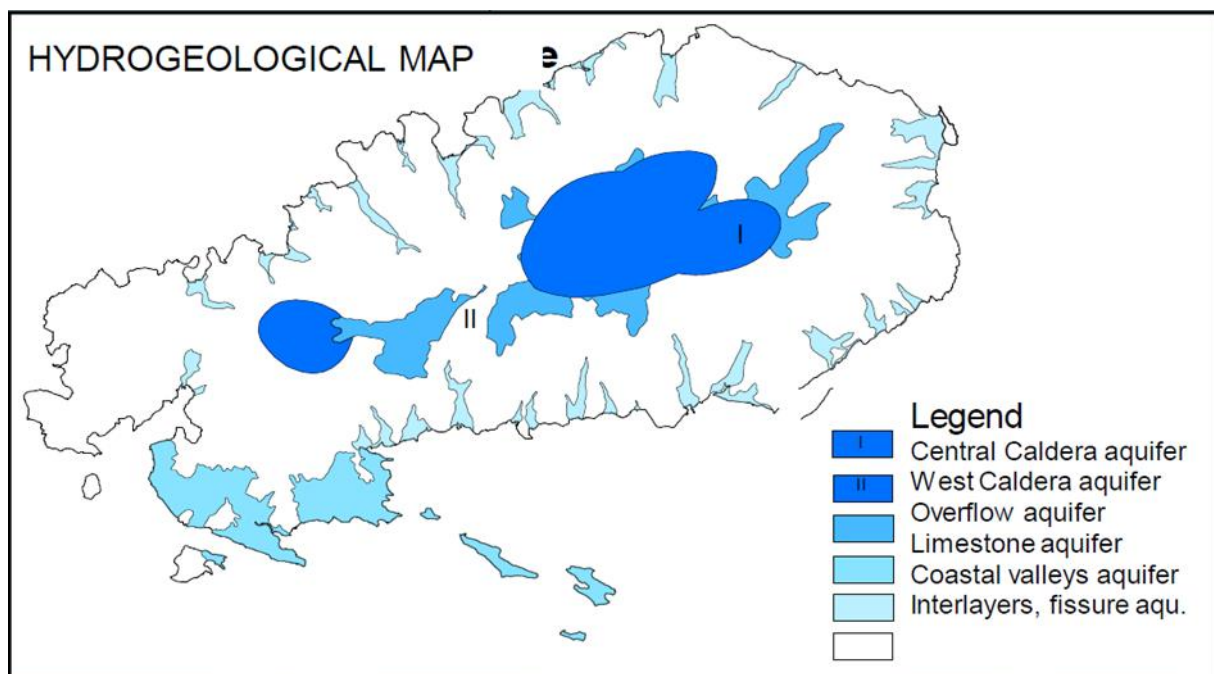 HYDROGEOLOGICAL MAP e
I
II
Legend
I Central Caldera aquifer
II West Caldera aquifer
Overflow aquifer
Limestone aquifer
Coastal valleys aquifer
Interlayers, fissure aqu.